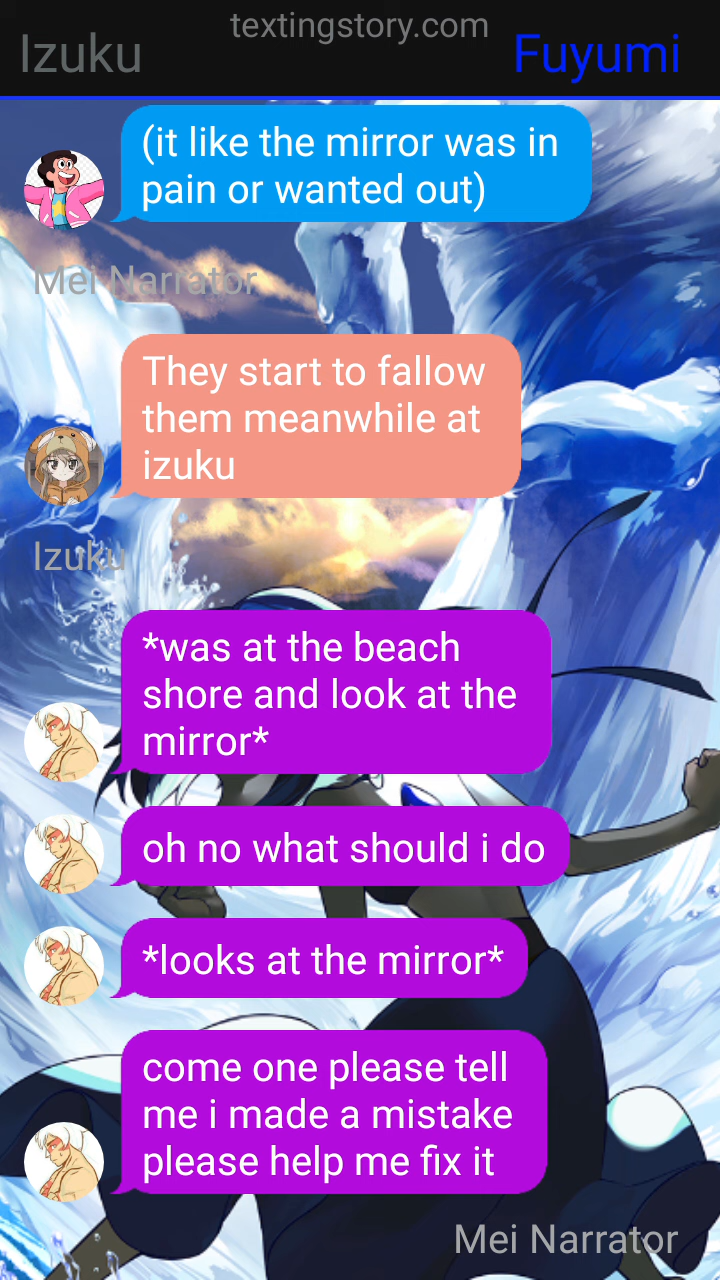 textingstory.com
Izuku
Fuyumi
(it like the mirror was in
pain or wanted out)
Mei Narrator
They start to fallow
them meanwhile at
izuku
Izuku
*was at the beach
shore and look at the
mirror*
oh no what should i do
*looks at the mirror*
come one please tell
me i made a mistake
please help me fix it
Mei Narrator